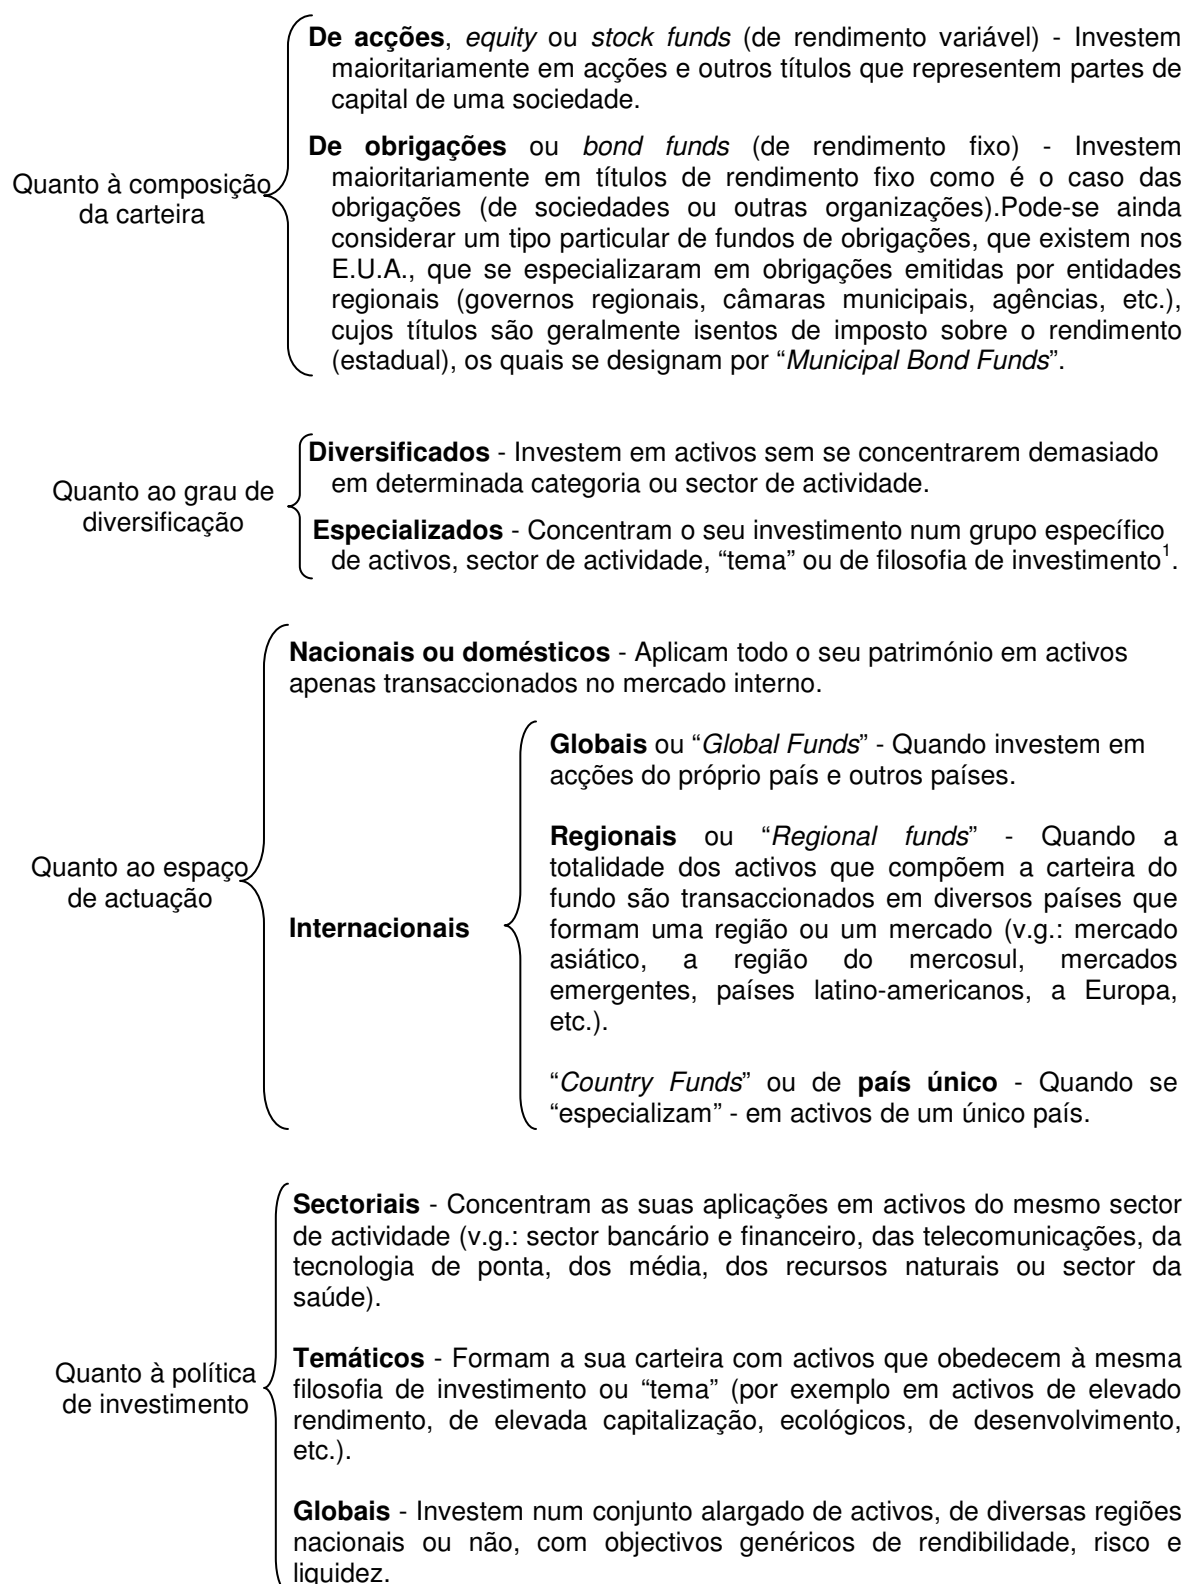 De acções, equity ou stock funds (de rendimento variável) - Investem
maioritariamente em acções e outros títulos que representem partes de
capital de uma sociedade.
De obrigações ou bond funds (de rendimento fixo) - Investem
maioritariamente em títulos de rendimento fixo como é o caso das
obrigações (de sociedades ou outras organizações).Pode-se ainda
considerar um tipo particular de fundos de obrigações, que existem nos
E.U.A., que se especializaram em obrigações emitidas por entidades
regionais (governos regionais, câmaras municipais, agências, etc.),
cujos títulos são geralmente isentos de imposto sobre o rendimento
(estadual), os quais se designam por “Municipal Bond Funds”.
Quanto à composição
da carteira
Diversificados - Investem em activos sem se concentrarem demasiado
em determinada categoria ou sector de actividade.
Quanto ao grau de
diversificação
Especializados - Concentram o seu investimento num grupo específico
de activos, sector de actividade, “tema” ou de filosofia de investimento1.
Nacionais ou domésticos - Aplicam todo o seu património em activos
apenas transaccionados no mercado interno.
Quanto ao espaço
de actuação
Internacionais
Globais ou “Global Funds” - Quando investem em
acções do próprio país e outros países.
Regionais ou “Regional funds” - Quando a
totalidade dos activos que compõem a carteira do
fundo são transaccionados em diversos países que
formam uma região ou um mercado (v.g.: mercado
asiático, a região do mercosul, mercados
emergentes, países latino-americanos, a Europa,
etc.).
“Country Funds” ou de país único - Quando se
“especializam” - em activos de um único país.
Sectoriais - Concentram as suas aplicações em activos do mesmo sector
de actividade (v.g.: sector bancário e financeiro, das telecomunicações, da
tecnologia de ponta, dos média, dos recursos naturais ou sector da
saúde).
Quanto à política
de investimento
Temáticos - Formam a sua carteira com activos que obedecem à mesma
filosofia de investimento ou “tema” (por exemplo em activos de elevado
rendimento, de elevada capitalização, ecológicos, de desenvolvimento,
etc.).
Globais - Investem num conjunto alargado de activos, de diversas regiões
nacionais ou não, com objectivos genéricos de rendibilidade, risco e
liquidez.